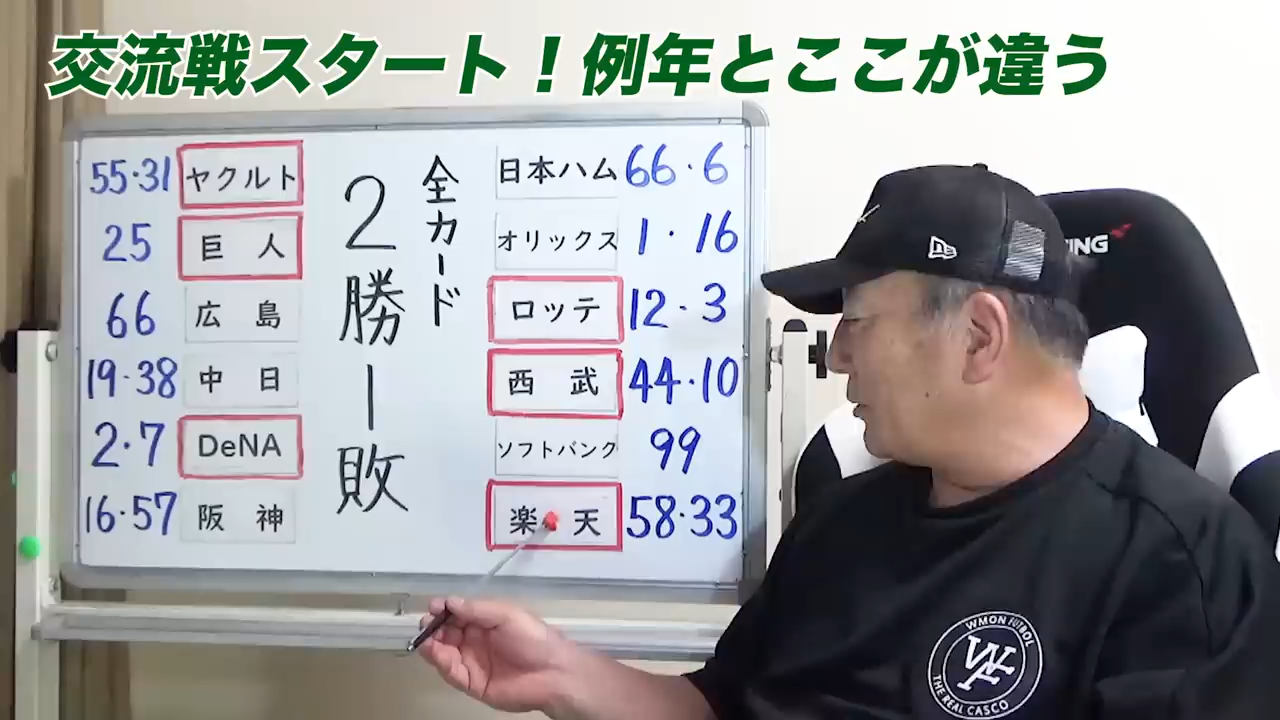 交流戦スタート！例年とここが違う
55・31 ヤクルト
25 巨人
66 広島
19・38 中日
2・7 DeNA
16・57 阪神
全カード
2勝1敗
日本ハム 66・6
オリックス 1・16
ロッテ 12・3
西武 44・10
ソフトバンク 99
楽天 58・33
WMON FUTBOL
THE REAL CASCO